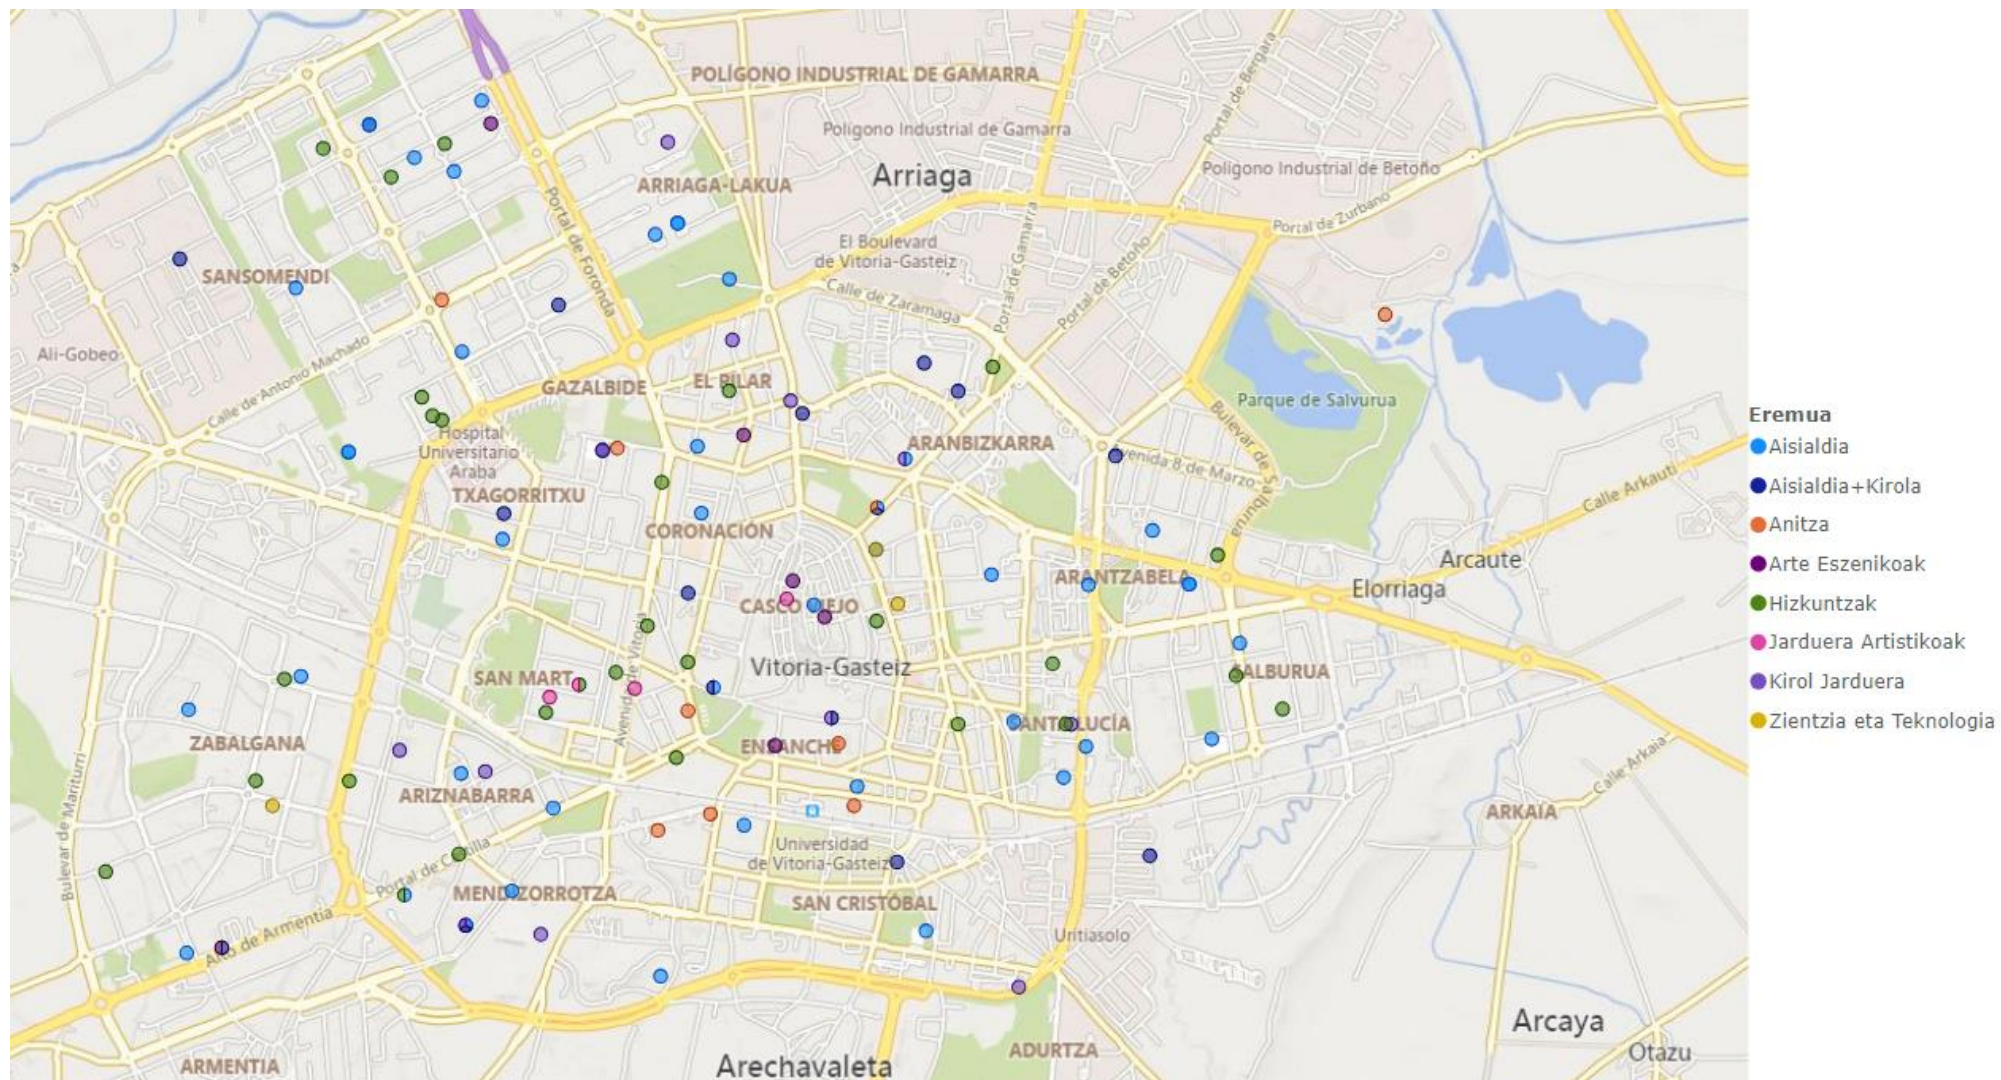 POLÍGONO INDUSTRIAL DE GAMARRA
Portal de Bergara
Polígono Industrial de Gamarra
Polígono Industrial de Betoño
Arriaga
ARRIAGA-LAKUA
Portal de Foronda
Portal de Zurbano
Portal de Gamarra
El Boulevard
de Vitoria-Gasteiz
Portal de Betoño
SANSOMENDI
Calle de Zaramaga
Ali-Gobeo
Calle de Antonio Machado
GAZALBIDE
EL PILAR
Parque de Salvurua
Eremua
Aisialdia
Hospital
Universitario
Araba
ARANBIZKARRA
Bulevar de Salburua
Avenida 8 de Marzo
Calle Arkauti
Aisialdia+Kirola
TXAGORRITXU
CORONACIÓN
Anitza
Arcaute
Arte Eszenikoak
ARANTZABELA
Elorriaga
CASCO VIEJO
Hizkuntzak
Avenida de Vitoria
Jarduera Artistikoak
Vitoria-Gasteiz
SAN MART
SALBURUA
Kirol Jarduera
SANTA LUCÍA
Zientzia eta Teknologia
ZABALGANA
ENSANCHE
Calle Arkaia
Bulevar de Mariturri
ARIZNABARRA
ARKAIA
Universidad
de Vitoria-Gasteiz
Portal de Castilla
MENDIZORROTZA
SAN CRISTÓBAL
Alto de Armentia
Uritiasolo
Arcaya
ADURTZA
Otazu
ARMENTIA
Arechavaleta